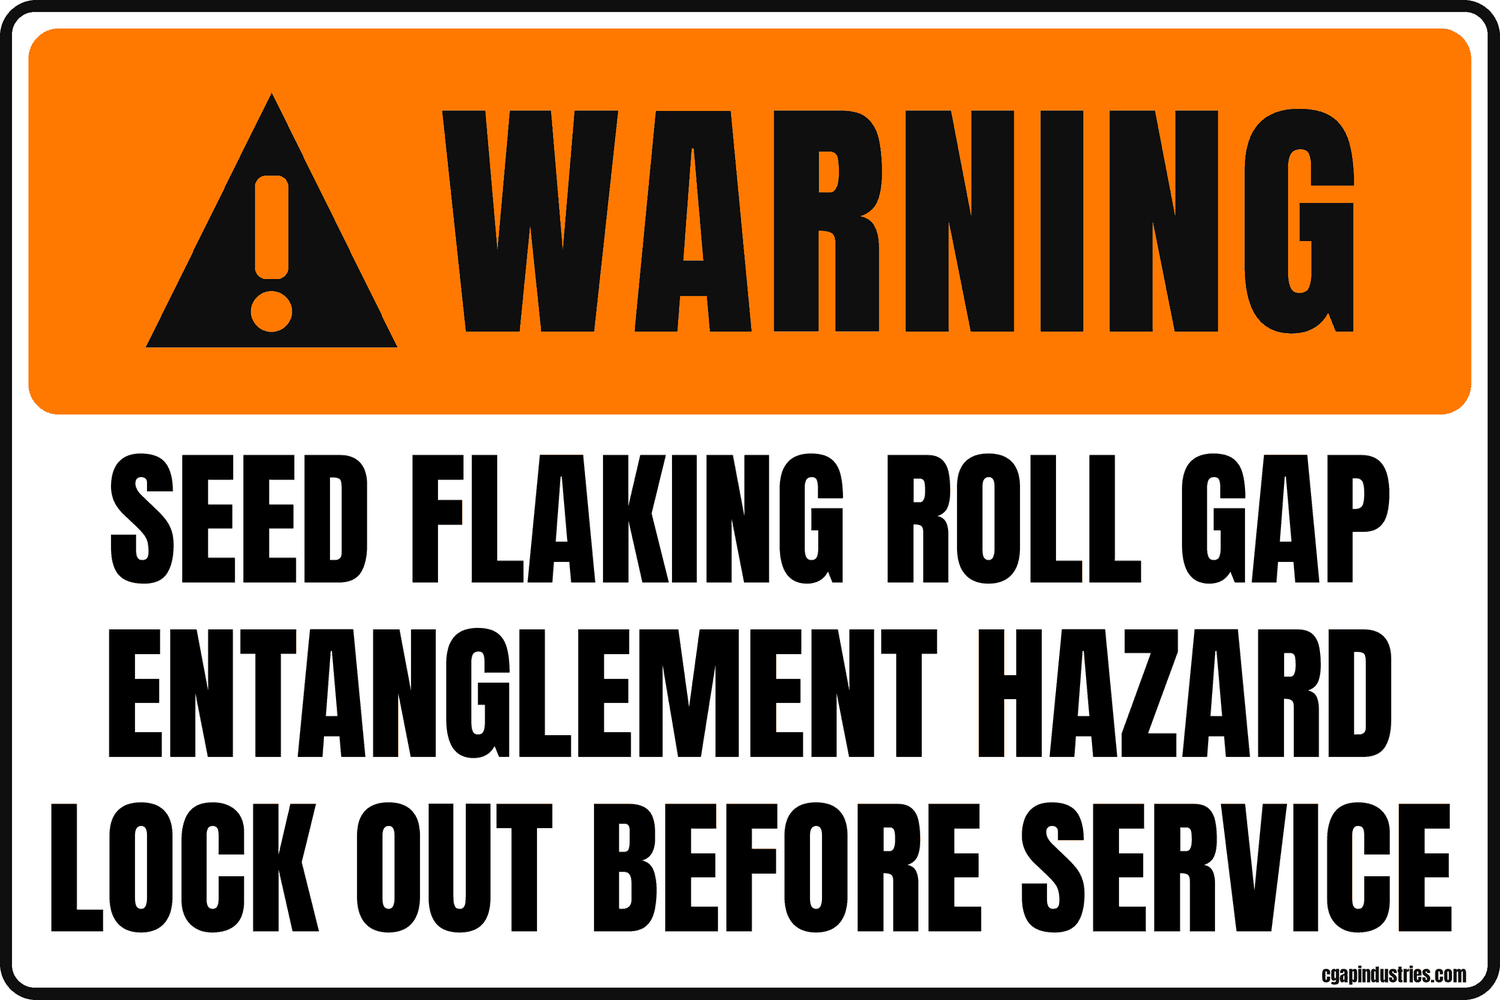 WARNING
SEED FLAKING ROLL GAP
ENTANGLEMENT HAZARD
LOCK OUT BEFORE SERVICE
cgapindustries.com